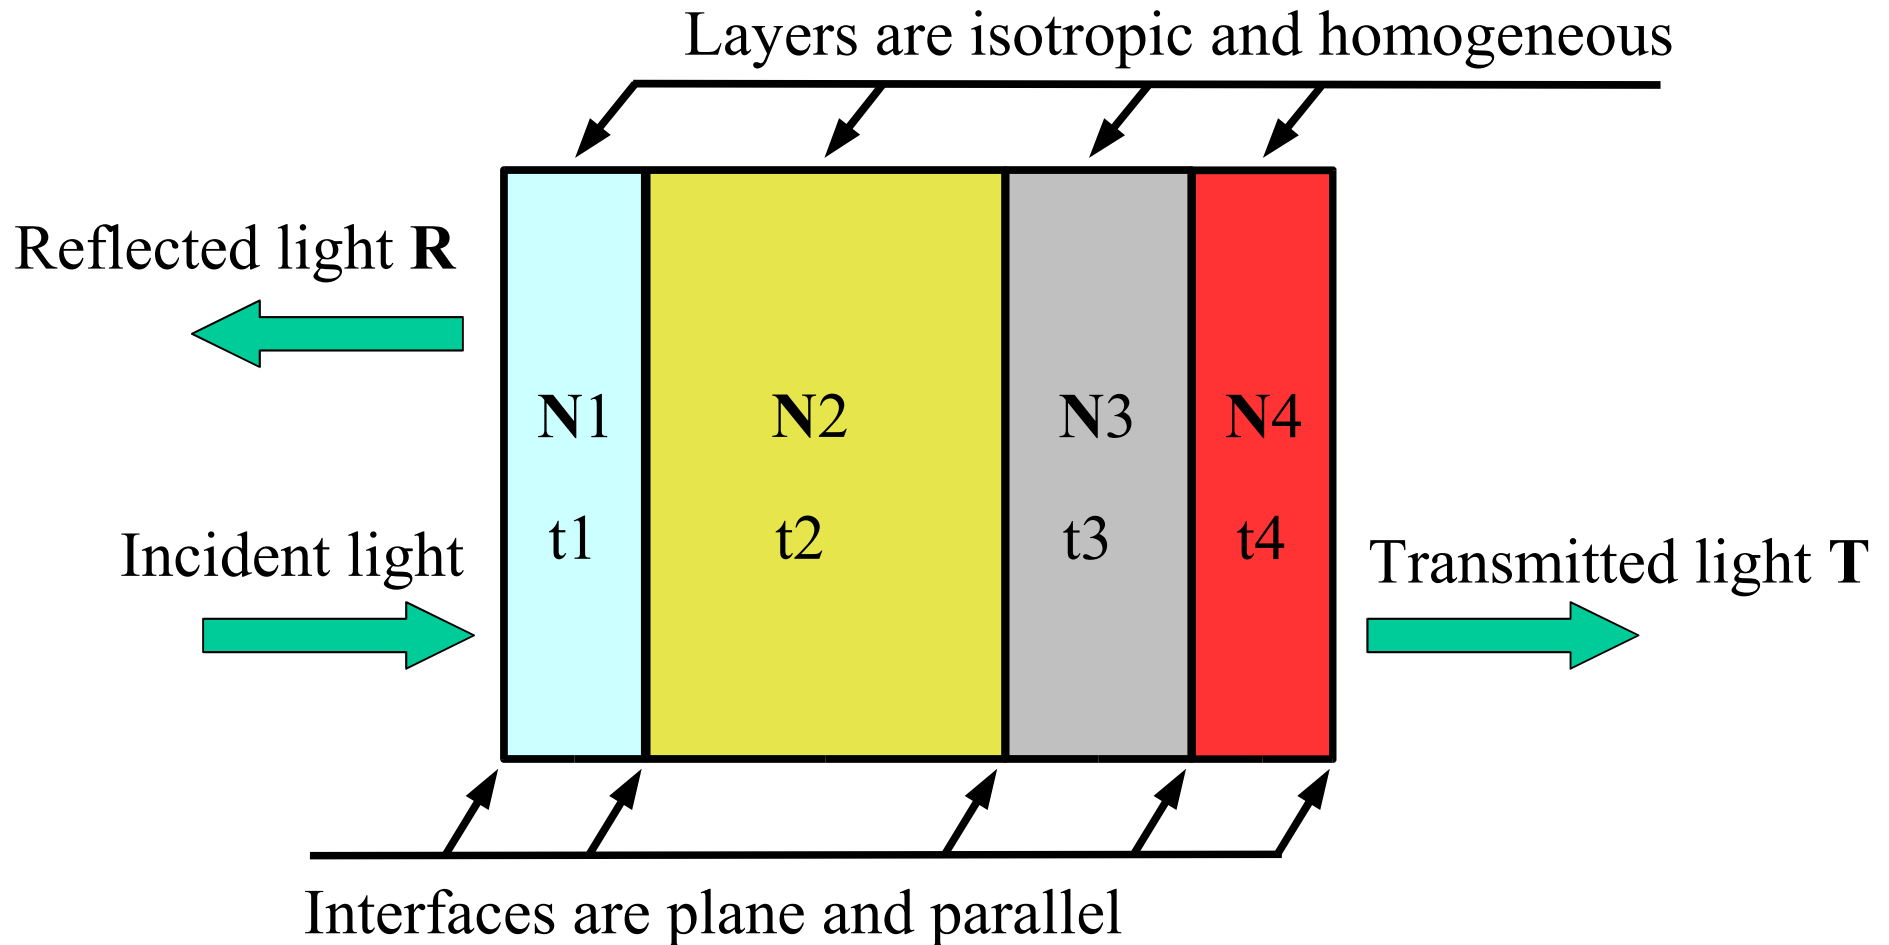 Layers are isotropic and homogeneous
Reflected light R
N1
N2
N3
N4
t1
t2
t3
t4
Incident light
Transmitted light T
Interfaces are plane and parallel